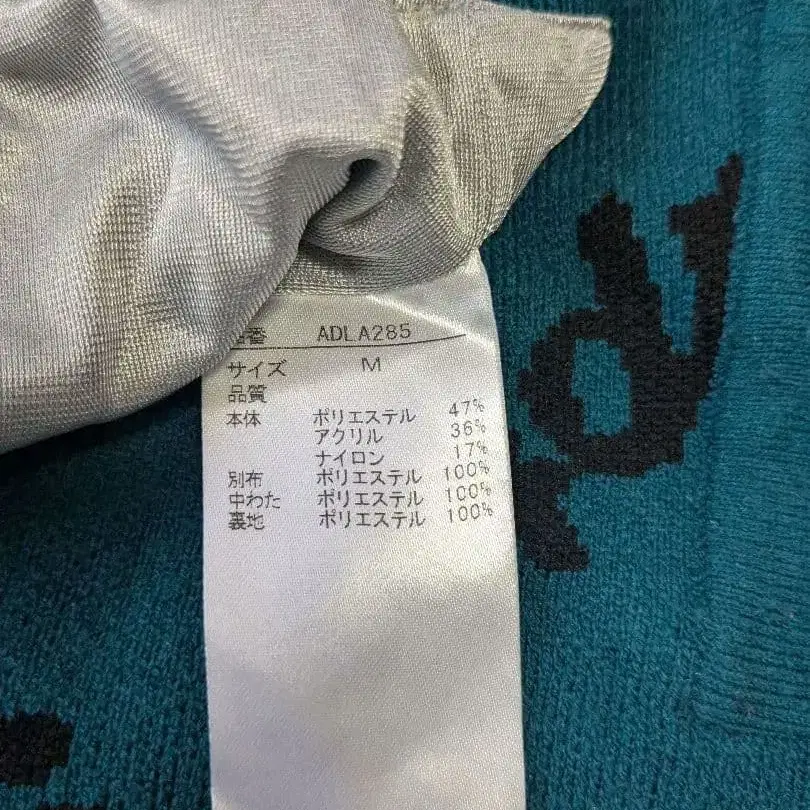 品番 ADLA285
サイズ M
品質
本体 ポリエステル 47%
アクリル 36%
ナイロン 17%
別布 ポリエステル 100%
中わた ポリエステル 100%
裏地 ポリエステル 100%